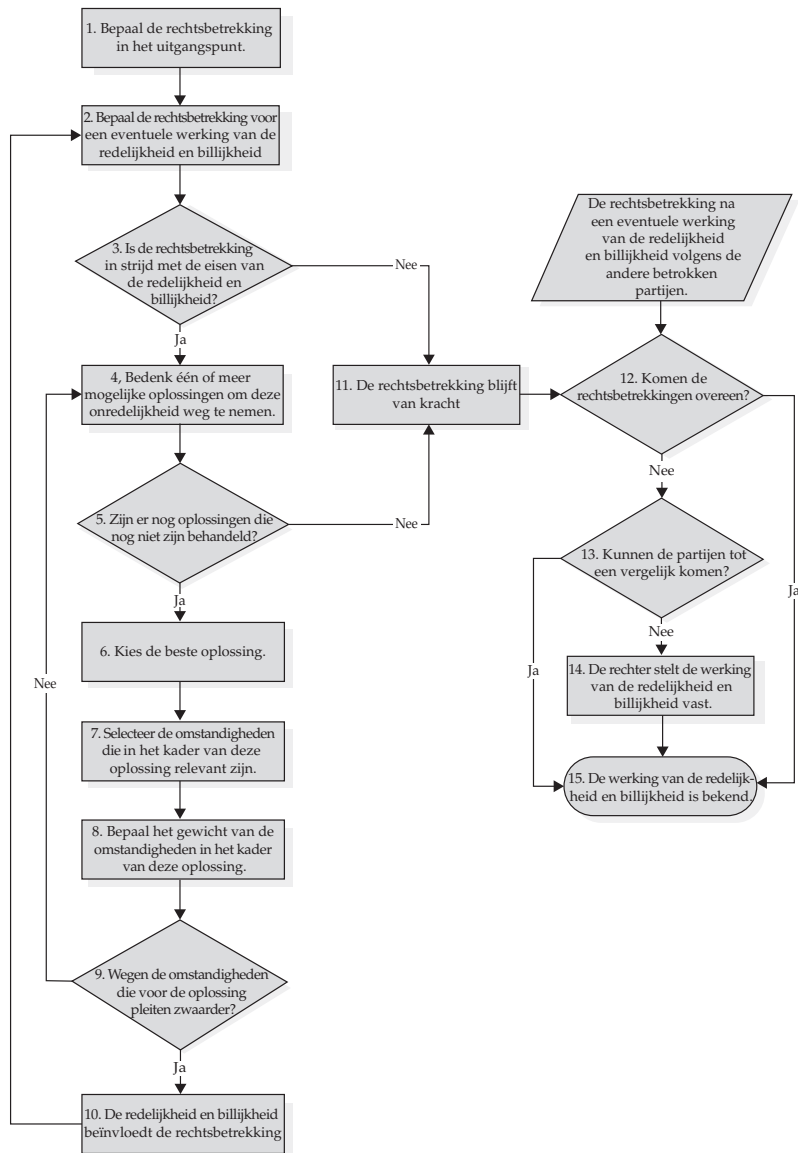 1. Bepaal de rechtsbetrekking
in het uitgangspunt.
2. Bepaal de rechtsbetrekking voor
een eventuele werking van de
redelijkheid en billijkheid
3. Is de rechtsbetrekking
in strijd met de eisen van
de redelijkheid en
billijkheid?
Nee
Ja
4, Bedenk één of meer
mogelijke oplossingen om deze
onredelijkheid weg te nemen.
5. Zijn er nog oplossingen die
nog niet zijn behandeld?
Nee
Ja
6. Kies de beste oplossing.
7. Selecteer de omstandigheden
die in het kader van deze
oplossing relevant zijn.
8. Bepaal het gewicht van de
omstandigheden in het kader
van deze oplossing.
9. Wegen de omstandigheden
die voor de oplossing
pleiten zwaarder?
Nee
Ja
10. De redelijkheid en billijkheid
beïnvloedt de rechtsbetrekking
11. De rechtsbetrekking blijft
van kracht
De rechtsbetrekking na
een eventuele werking
van de redelijkheid
en billijkheid volgens de
andere betrokken
partijen.
12. Komen de
rechtsbetrekkingen overeen?
Nee
Ja
13. Kunnen de partijen tot
een vergelijk komen?
Nee
Ja
14. De rechter stelt de werking
van de redelijkheid en
billijkheid vast.
15. De werking van de redelijk-
heid en billijkheid is bekend.